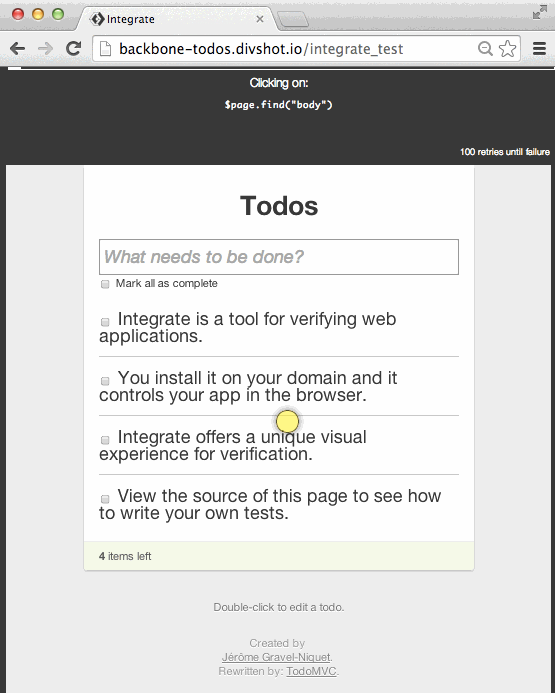 Integrate
backbone-todos.divshot.io/integrate_test
Clicking on:
$page.find("body")
100 retries until failure
Todos
What needs to be done?
Mark all as complete
Integrate is a tool for verifying web
applications.
You install it on your domain and it
controls your app in the browser.
Integrate offers a unique visual
experience for verification.
View the source of this page to see how
to write your own tests.
4 items left
Double-click to edit a todo.
Created by
Jérôme Gravel-Niquet.
Rewritten by: TodoMVC.